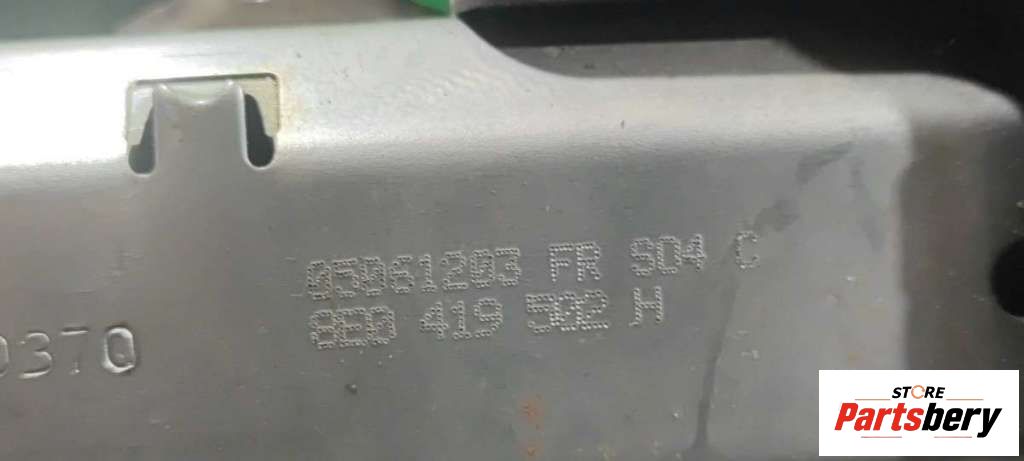 05061203 FR S04 C
8E0 419 502 H
0370
STORE
Partsbery